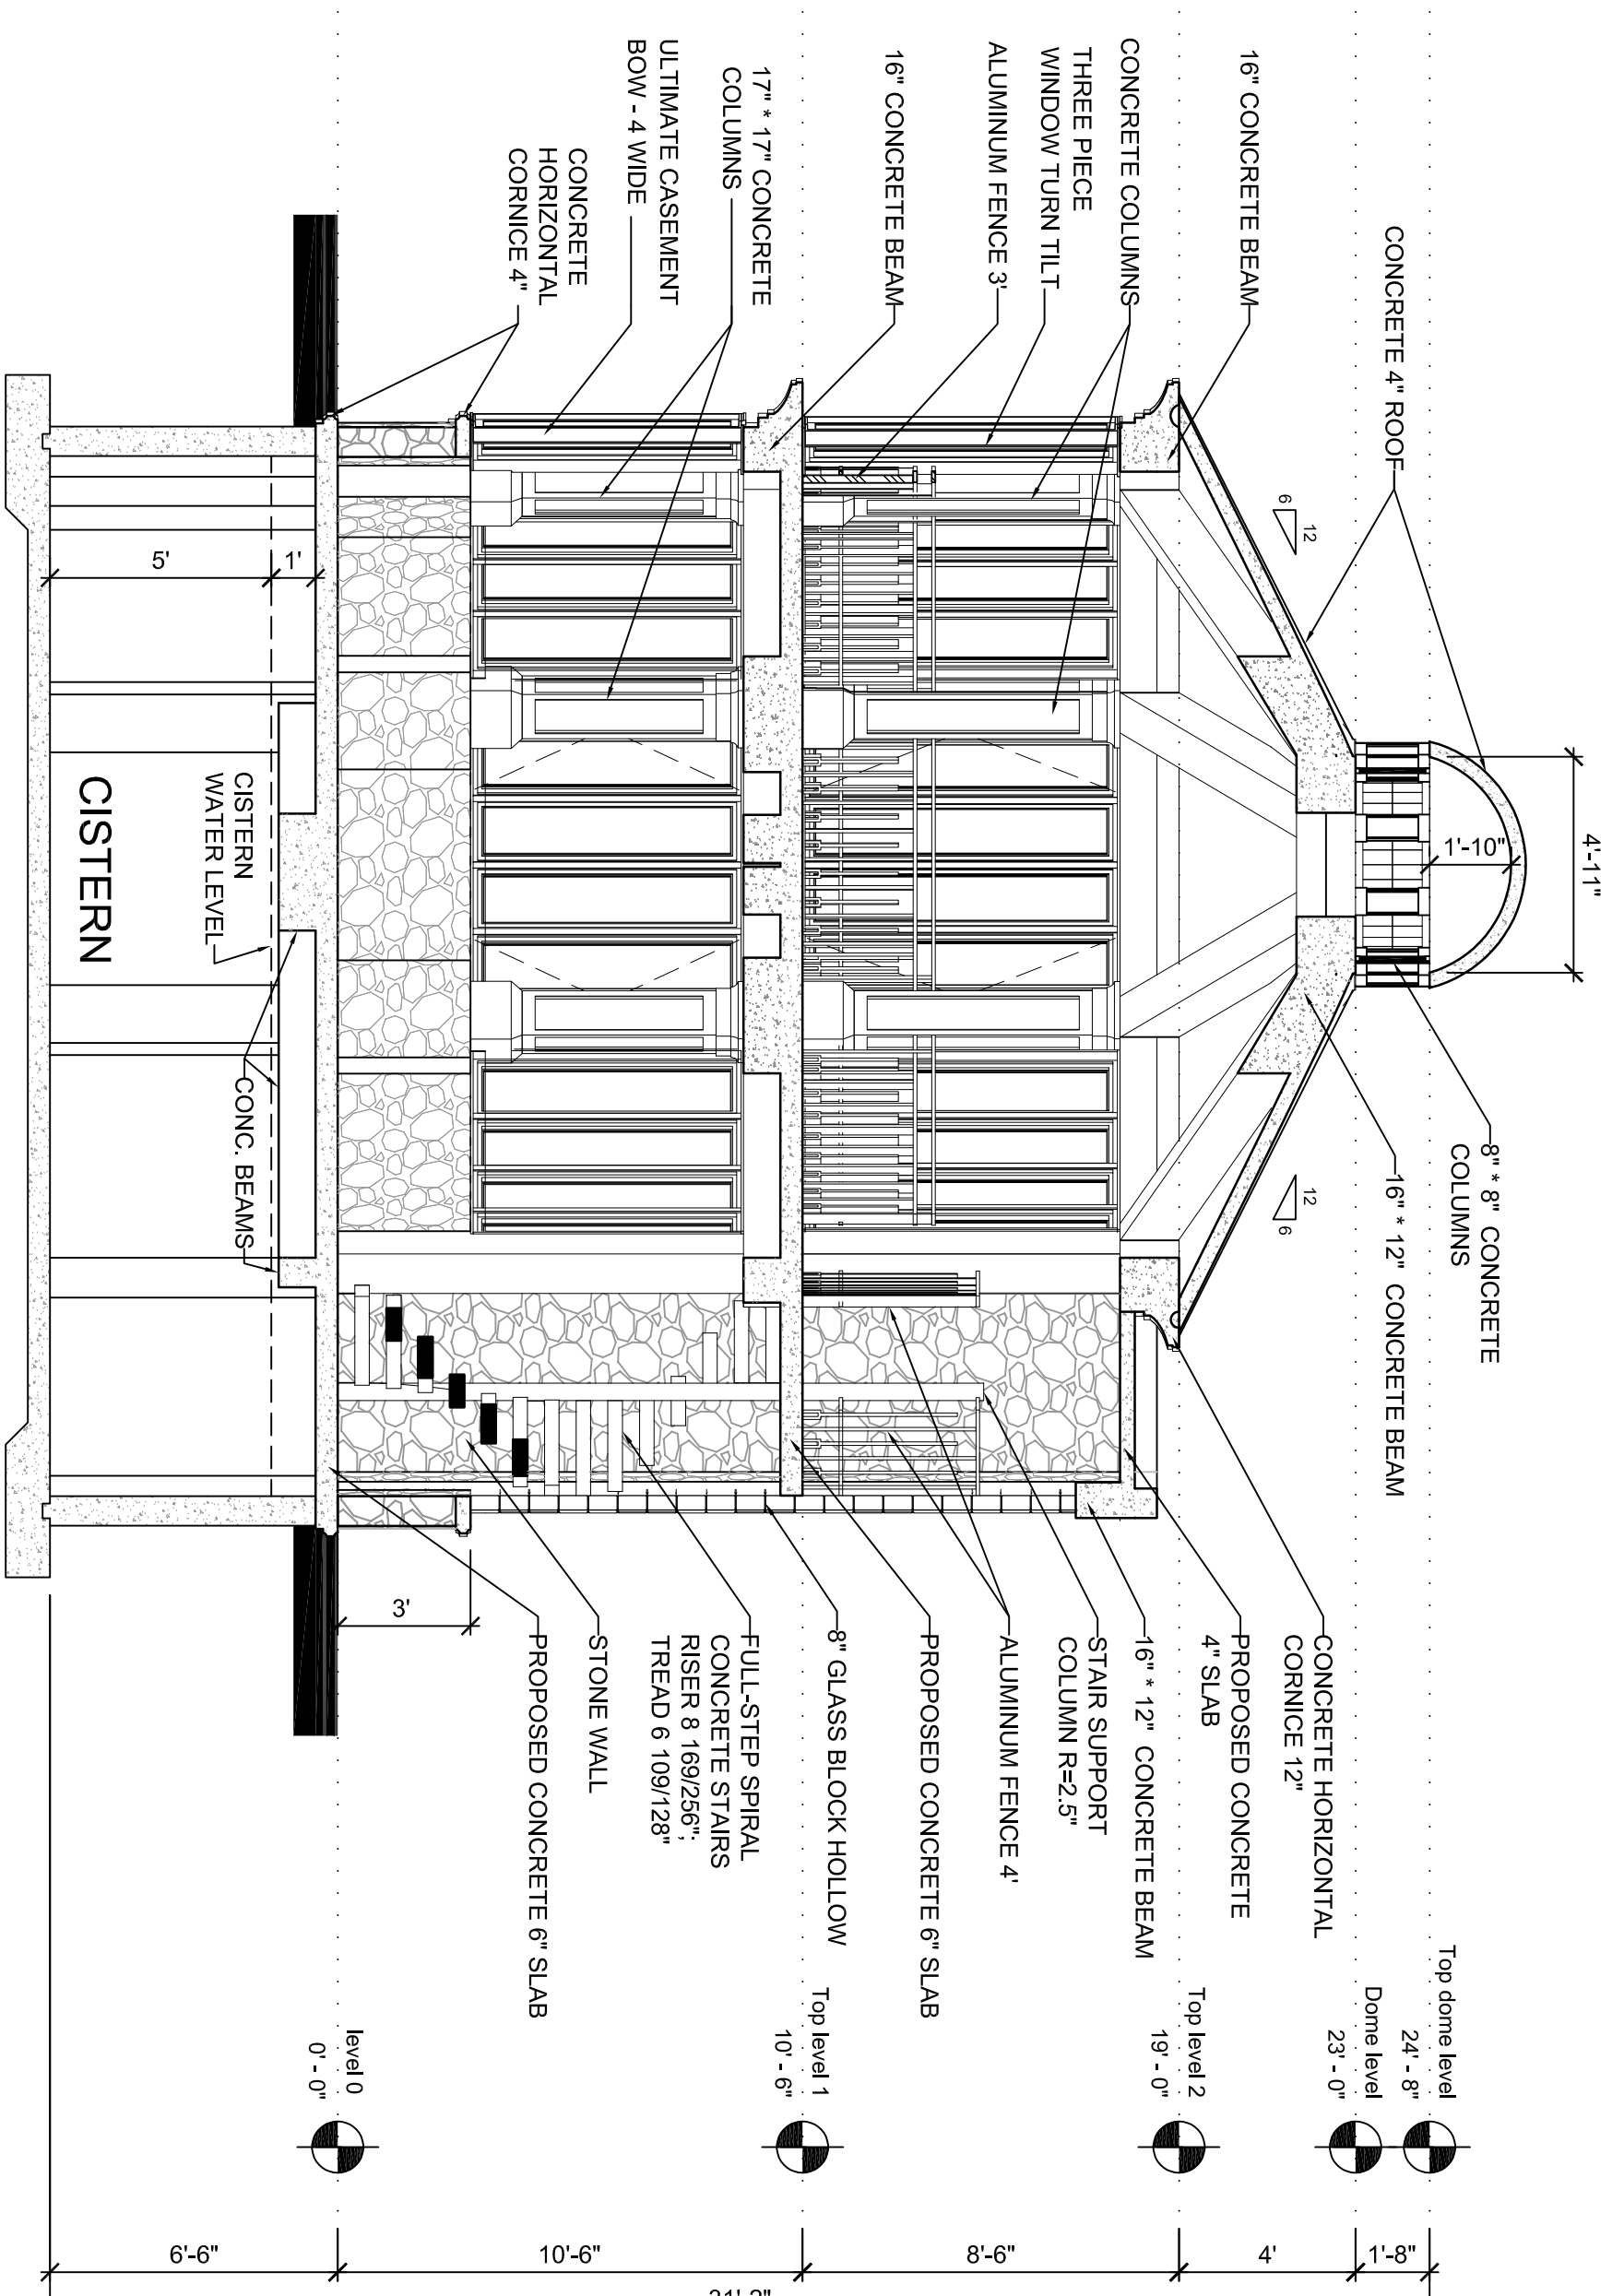 CONCRETE 4" ROOF
16" CONCRETE BEAM
CONCRETE COLUMNS
THREE PIECE
WINDOW TURN TILT
ALUMINUM FENCE 3'
16" CONCRETE BEAM
17" * 17" CONCRETE
COLUMNS
ULTIMATE CASEMENT
BOW - 4 WIDE
CONCRETE
HORIZONTAL
CORNICE 4"
4'-11"
1'-10"
6
12
12
6
5'
1'
CISTERN
WATER LEVEL
CISTERN
CONC. BEAMS
3'
8" * 8" CONCRETE
COLUMNS
16" * 12" CONCRETE BEAM
CONCRETE HORIZONTAL
CORNICE 12"
PROPOSED CONCRETE
4" SLAB
16" * 12" CONCRETE BEAM
STAIR SUPPORT
COLUMN R=2.5"
ALUMINUM FENCE 4'
PROPOSED CONCRETE 6" SLAB
8" GLASS BLOCK HOLLOW
FULL-STEP SPIRAL
CONCRETE STAIRS
RISER 8 169/256";
TREAD 6 109/128"
STONE WALL
PROPOSED CONCRETE 6" SLAB
Top dome level
24' - 8"
Dome level
23' - 0"
Top level 2
19' - 0"
Top level 1
10' - 6"
level 0
0' - 0"
1'-8"
4'
8'-6"
10'-6"
6'-6"
31'-2"